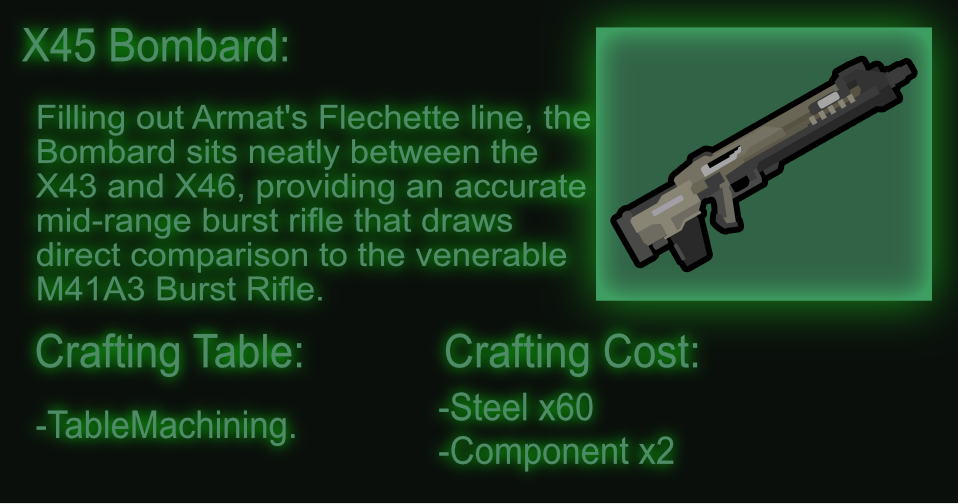 X45 Bombard:
Filling out Armat's Flechette line, the
Bombard sits neatly between the
X43 and X46, providing an accurate
mid-range burst rifle that draws
direct comparison to the venerable
M41A3 Burst Rifle.
Crafting Table:
-TableMachining.
Crafting Cost:
-Steel x60
-Component x2